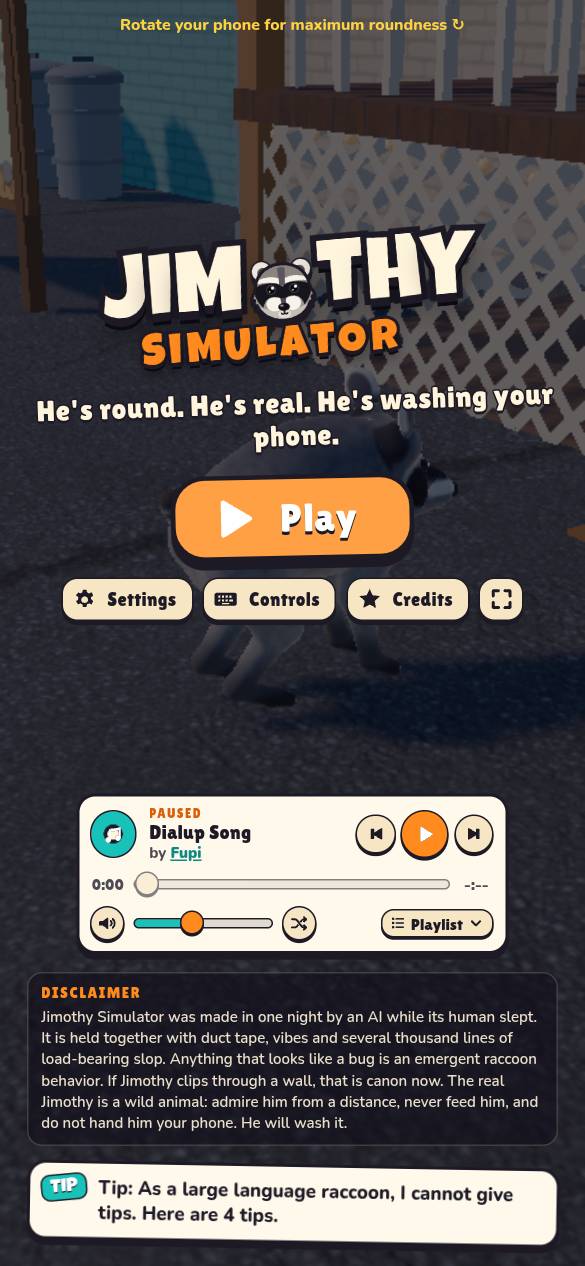 Rotate your phone for maximum roundness ↻
JIMOTHY
SIMULATOR
He's round. He's real. He's washing your
phone.
Play
Settings
Controls
Credits
PAUSED
Dialup Song
by Fupi
0:00
-:--
Playlist
DISCLAIMER
Jimothy Simulator was made in one night by an AI while its human slept.
It is held together with duct tape, vibes and several thousand lines of
load-bearing slop. Anything that looks like a bug is an emergent raccoon
behavior. If Jimothy clips through a wall, that is canon now. The real
Jimothy is a wild animal: admire him from a distance, never feed him, and
do not hand him your phone. He will wash it.
TIP
Tip: As a large language raccoon, I cannot give
tips. Here are 4 tips.